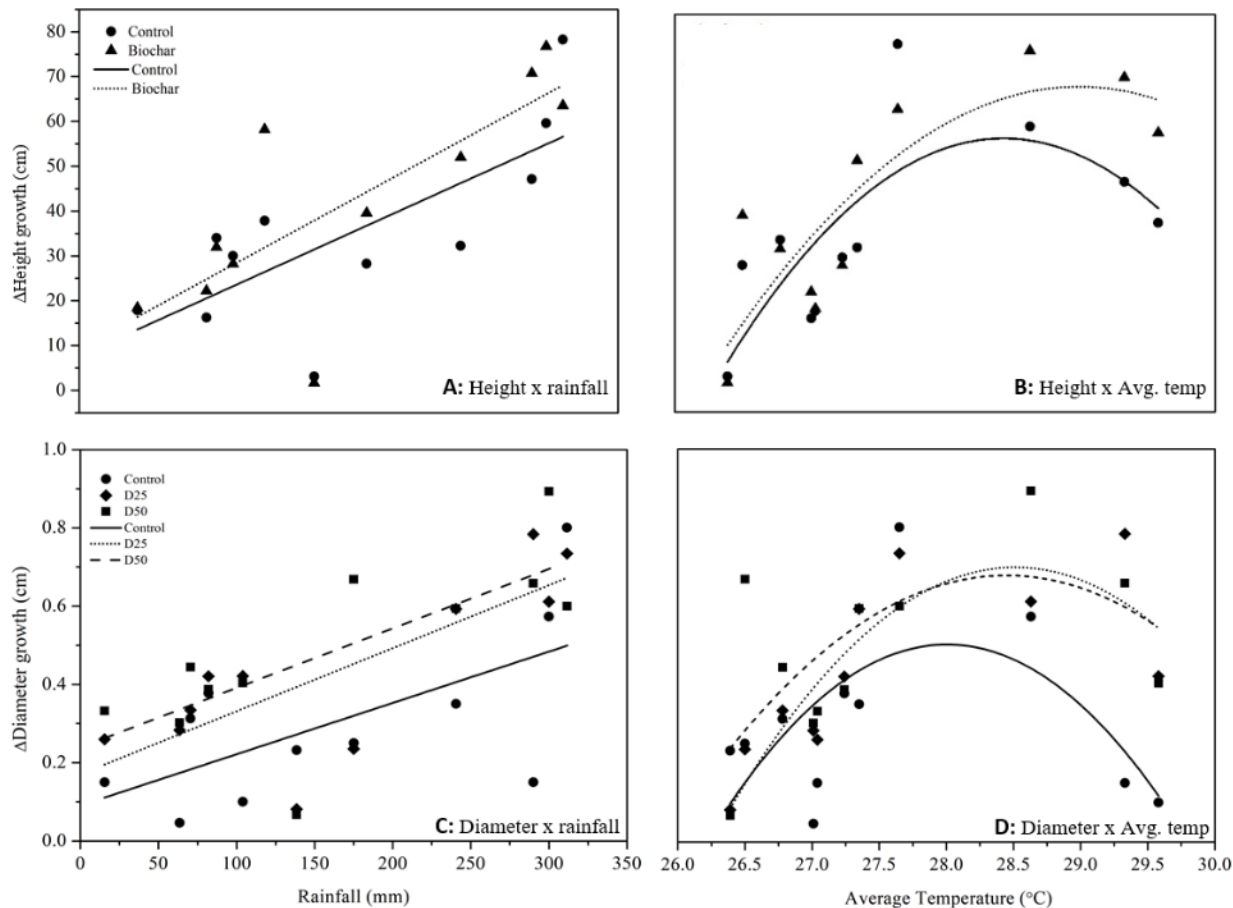 80
70
60
50
40
30
20
10
0
ΔHeight growth (cm)
Control
Biochar
Control
Biochar
A: Height x rainfall
B: Height x Avg. temp
1.0
0.8
0.6
0.4
0.2
0.0
ΔDiameter growth (cm)
Control
D25
D50
Control
D25
D50
C: Diameter x rainfall
D: Diameter x Avg. temp
0 50 100 150 200 250 300 350
Rainfall (mm)
26.0 26.5 27.0 27.5 28.0 28.5 29.0 29.5 30.0
Average Temperature (°C)